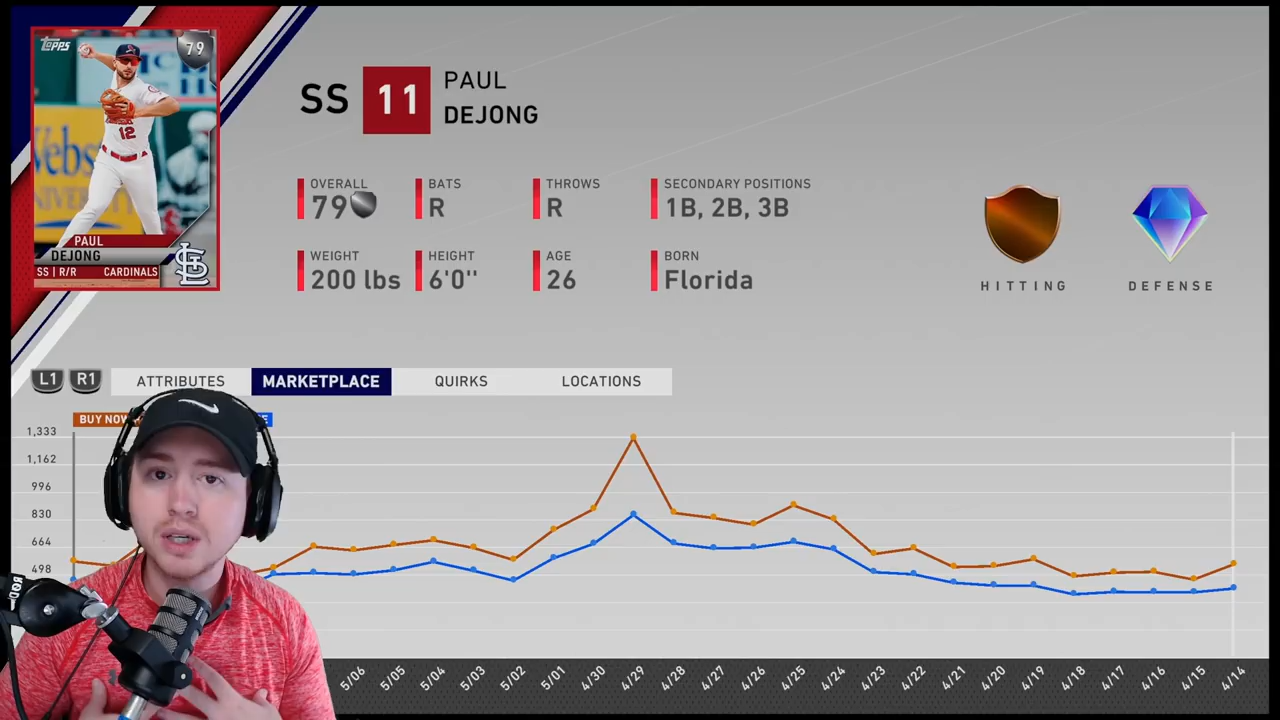 TOPPS
79
Webs
UNIVERSITY
12
PAUL
DEJONG
SS | R/R CARDINALS
SS 11 PAUL
DEJONG
OVERALL BATS THROWS SECONDARY POSITIONS
79 R R 1B, 2B, 3B
WEIGHT HEIGHT AGE BORN
200 lbs 6'0'' 26 Florida
HITTING DEFENSE
L1 R1 ATTRIBUTES MARKETPLACE QUIRKS LOCATIONS
BUY NOW
1,333
1,162
996
830
664
498
RØDE
5/06 5/05 5/04 5/03 5/02 5/01 4/30 4/29 4/28 4/27 4/26 4/25 4/24 4/23 4/22 4/21 4/20 4/19 4/18 4/17 4/16 4/15 4/14